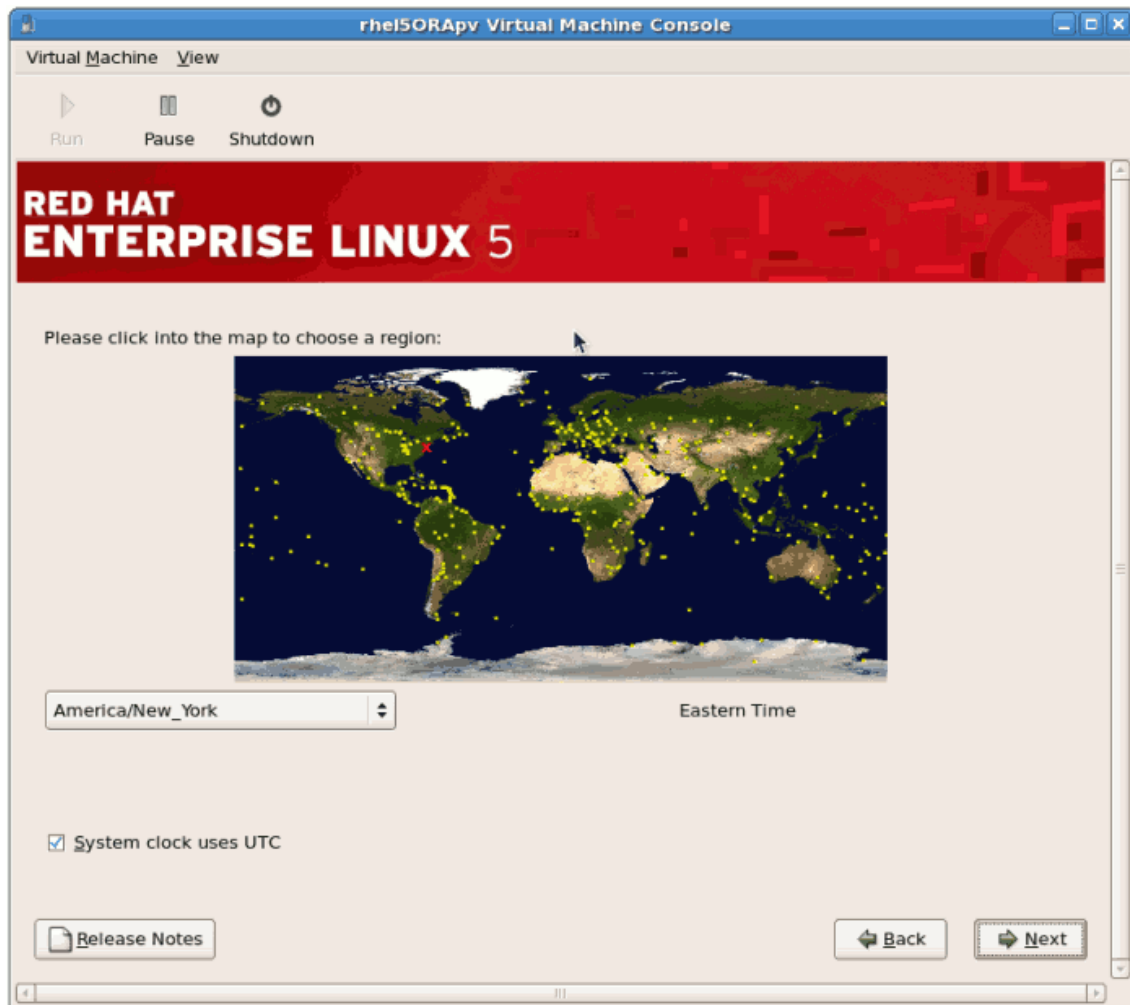 rhel5ORApv Virtual Machine Console
Virtual Machine View
Run Pause Shutdown
RED HAT
ENTERPRISE LINUX 5
Please click into the map to choose a region:
America/New_York Eastern Time
System clock uses UTC
Release Notes Back Next